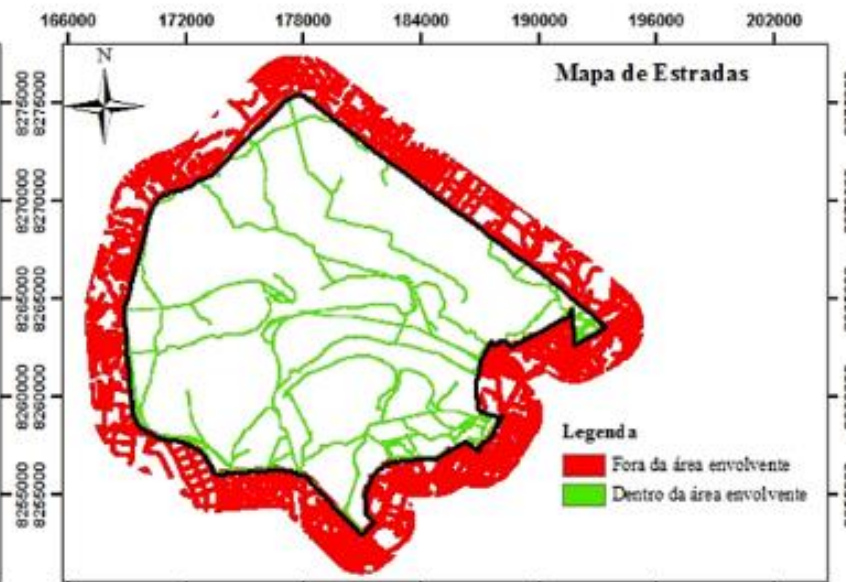 166000 172000 178000 184000 190000 196000 202000
N
Mapa de Estradas
8275000
8270000
8265000
8260000
8255000
Legenda
Fora da área envolvente
Dentro da área envolvente